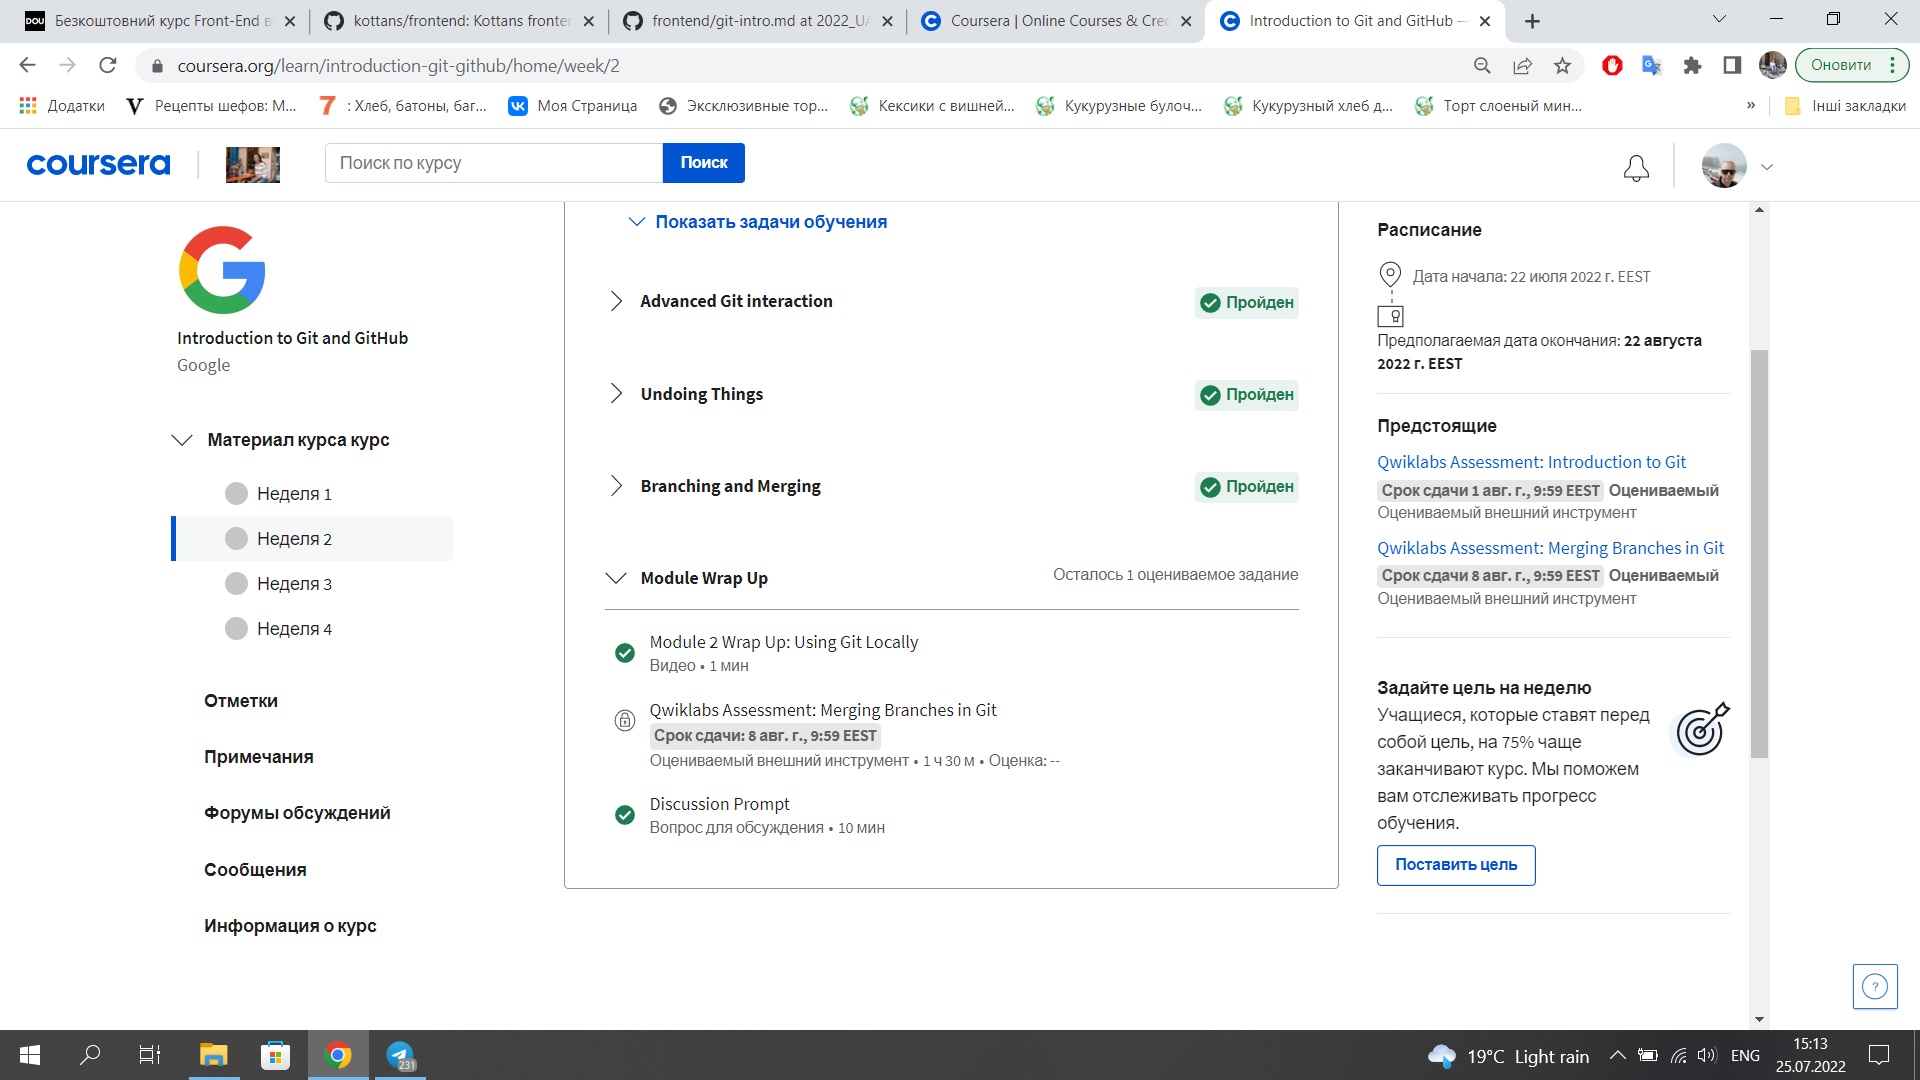 DOU Безкоштовний курс Front-End ві
kottans/frontend: Kottans fronten
frontend/git-intro.md at 2022_UA
Coursera | Online Courses & Cred
Introduction to Git and GitHub —
coursera.org/learn/introduction-git-github/home/week/2
Оновити
Додатки
Рецепты шефов: М...
: Хлеб, батоны, баг...
Моя Страница
Эксклюзивные тор...
Кексики с вишней...
Кукурузные булоч...
Кукурузный хлеб д...
Торт слоеный мин...
»
Інші закладки
coursera
Поиск по курсу
Поиск
Introduction to Git and GitHub
Google
Материал курса курс
Неделя 1
Неделя 2
Неделя 3
Неделя 4
Отметки
Примечания
Форумы обсуждений
Сообщения
Информация о курс
Показать задачи обучения
Advanced Git interaction
Пройден
Undoing Things
Пройден
Branching and Merging
Пройден
Module Wrap Up
Осталось 1 оцениваемое задание
Module 2 Wrap Up: Using Git Locally
Видео • 1 мин
Qwiklabs Assessment: Merging Branches in Git
Срок сдачи: 8 авг. г., 9:59 EEST
Оцениваемый внешний инструмент • 1 ч 30 м • Оценка: --
Discussion Prompt
Вопрос для обсуждения • 10 мин
Расписание
Дата начала: 22 июля 2022 г. EEST
Предполагаемая дата окончания: 22 августа
2022 г. EEST
Предстоящие
Qwiklabs Assessment: Introduction to Git
Срок сдачи 1 авг. г., 9:59 EEST Оцениваемый
Оцениваемый внешний инструмент
Qwiklabs Assessment: Merging Branches in Git
Срок сдачи 8 авг. г., 9:59 EEST Оцениваемый
Оцениваемый внешний инструмент
Задайте цель на неделю
Учащиеся, которые ставят перед
собой цель, на 75% чаще
заканчивают курс. Мы поможем
вам отслеживать прогресс
обучения.
Поставить цель
?
231
19°C Light rain
ENG
15:13
25.07.2022